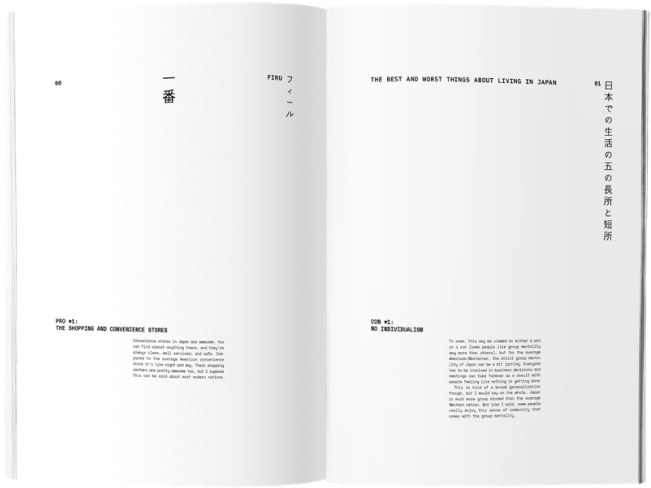 60
一番
FIRU
フィール
PRO #1:
THE SHOPPING AND CONVENIENCE STORES
Convenience stores in Japan are awesome. You
can find almost anything there, and they're
always clean, well serviced, and safe. Com-
pared to the average American convenience
store it's like night and day. Their shopping
centers are pretty awesome too, but I suppose
this can be said about most modern nations.
THE BEST AND WORST THINGS ABOUT LIVING IN JAPAN
61
日本での生活の五の長所と短所
CON #1:
NO INDIVIDUALISM
To some, this may be viewed as either a pro
or a con (some people like group mentality
way more than others), but for the average
American/Westerner, the strict group menta-
lity of Japan can be a bit jarring. Everyone
has to be involved in business decisions and
meetings can take forever as a result with
people feeling like nothing is getting done.
This is kind of a broad generalization
though, but I would say on the whole, Japan
is much more group minded than the average
Western nation. But like I said, some people
really enjoy this sense of community that
comes with the group mentality.